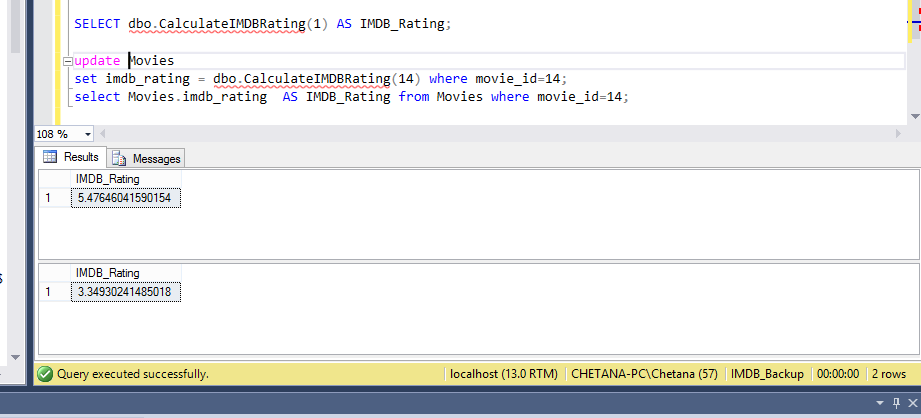 SELECT dbo.CalculateIMDBRating(1) AS IMDB_Rating;
update Movies
set imdb_rating = dbo.CalculateIMDBRating(14) where movie_id=14;
select Movies.imdb_rating  AS IMDB_Rating from Movies where movie_id=14;
108 %
Results Messages
IMDB_Rating
1 5.47646041590154
IMDB_Rating
1 3.34930241485018
Query executed successfully. localhost (13.0 RTM) CHETANA-PC\Chetana (57) IMDB_Backup 00:00:00 2 rows